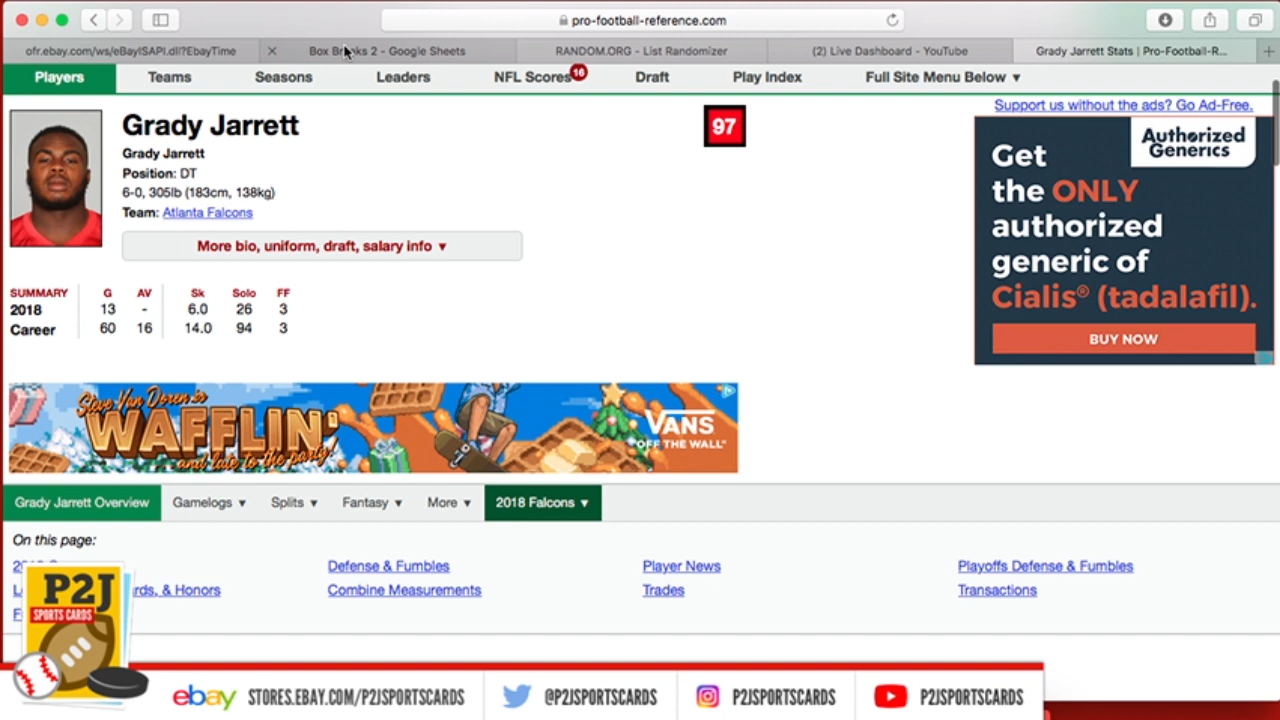 pro-football-reference.com
ofr.ebay.com/ws/eBayISAPI.dll?EbayTime
Box Breaks 2 - Google Sheets
RANDOM.ORG - List Randomizer
(2) Live Dashboard - YouTube
Grady Jarrett Stats | Pro-Football-R...
Players Teams Seasons Leaders NFL Scores 16 Draft Play Index Full Site Menu Below ▼
Support us without the ads? Go Ad-Free.
Grady Jarrett
97
Grady Jarrett
Position: DT
6-0, 305lb (183cm, 138kg)
Team: Atlanta Falcons
More bio, uniform, draft, salary info ▼
SUMMARY G AV Sk Solo FF
2018 13 - 6.0 26 3
Career 60 16 14.0 94 3
Authorized
Generics
Get
the ONLY
authorized
generic of
Cialis® (tadalafil).
BUY NOW
Steve Van Doren is
WAFFLIN'
and late to the party!
VANS
"OFF THE WALL"
Grady Jarrett Overview Gamelogs ▼ Splits ▼ Fantasy ▼ More ▼ 2018 Falcons ▼
On this page:
Defense & Fumbles Player News Playoffs Defense & Fumbles
rds, & Honors Combine Measurements Trades Transactions
P2J
SPORTS CARDS
ebay STORES.EBAY.COM/P2JSPORTSCARDS @P2JSPORTSCARDS P2JSPORTSCARDS P2JSPORTSCARDS